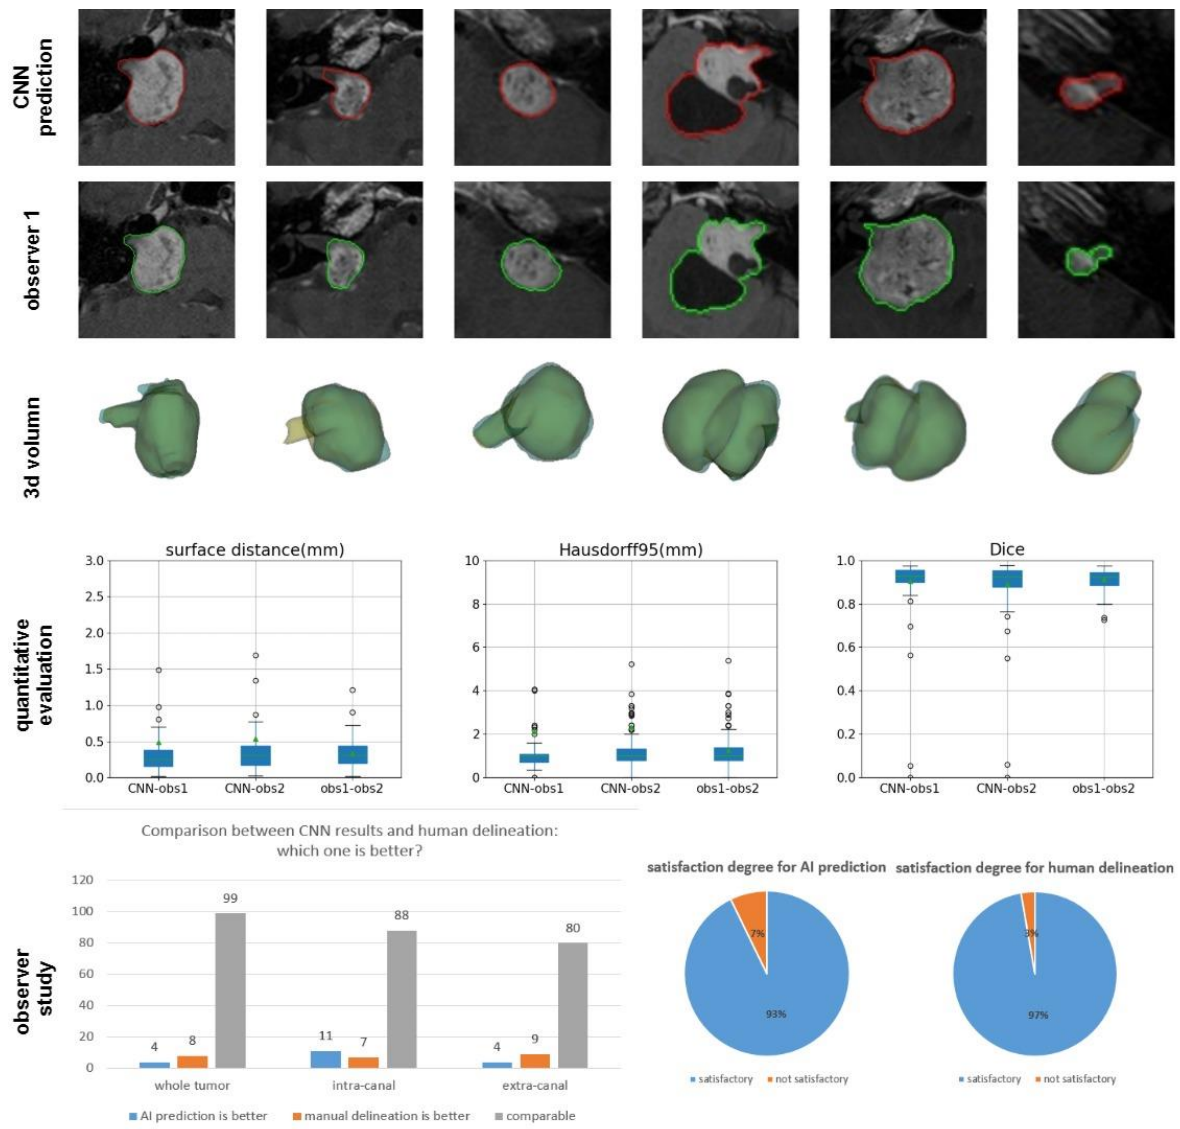 CNN
prediction
observer 1
3d volumn
quantitative
evaluation
surface distance(mm)
3.0
2.5
2.0
1.5
1.0
0.5
0.0
CNN-obs1 CNN-obs2 obs1-obs2
Hausdorff95(mm)
10
8
6
4
2
0
CNN-obs1 CNN-obs2 obs1-obs2
Dice
1.0
0.8
0.6
0.4
0.2
0.0
CNN-obs1 CNN-obs2 obs1-obs2
observer
study
Comparison between CNN results and human delineation:
which one is better?
120
100
80
60
40
20
0
4 8 99
11 7 88
4 9 80
whole tumor intra-canal extra-canal
AI prediction is better manual delineation is better comparable
satisfaction degree for AI prediction
7%
93%
satisfactory not satisfactory
satisfaction degree for human delineation
3%
97%
satisfactory not satisfactory